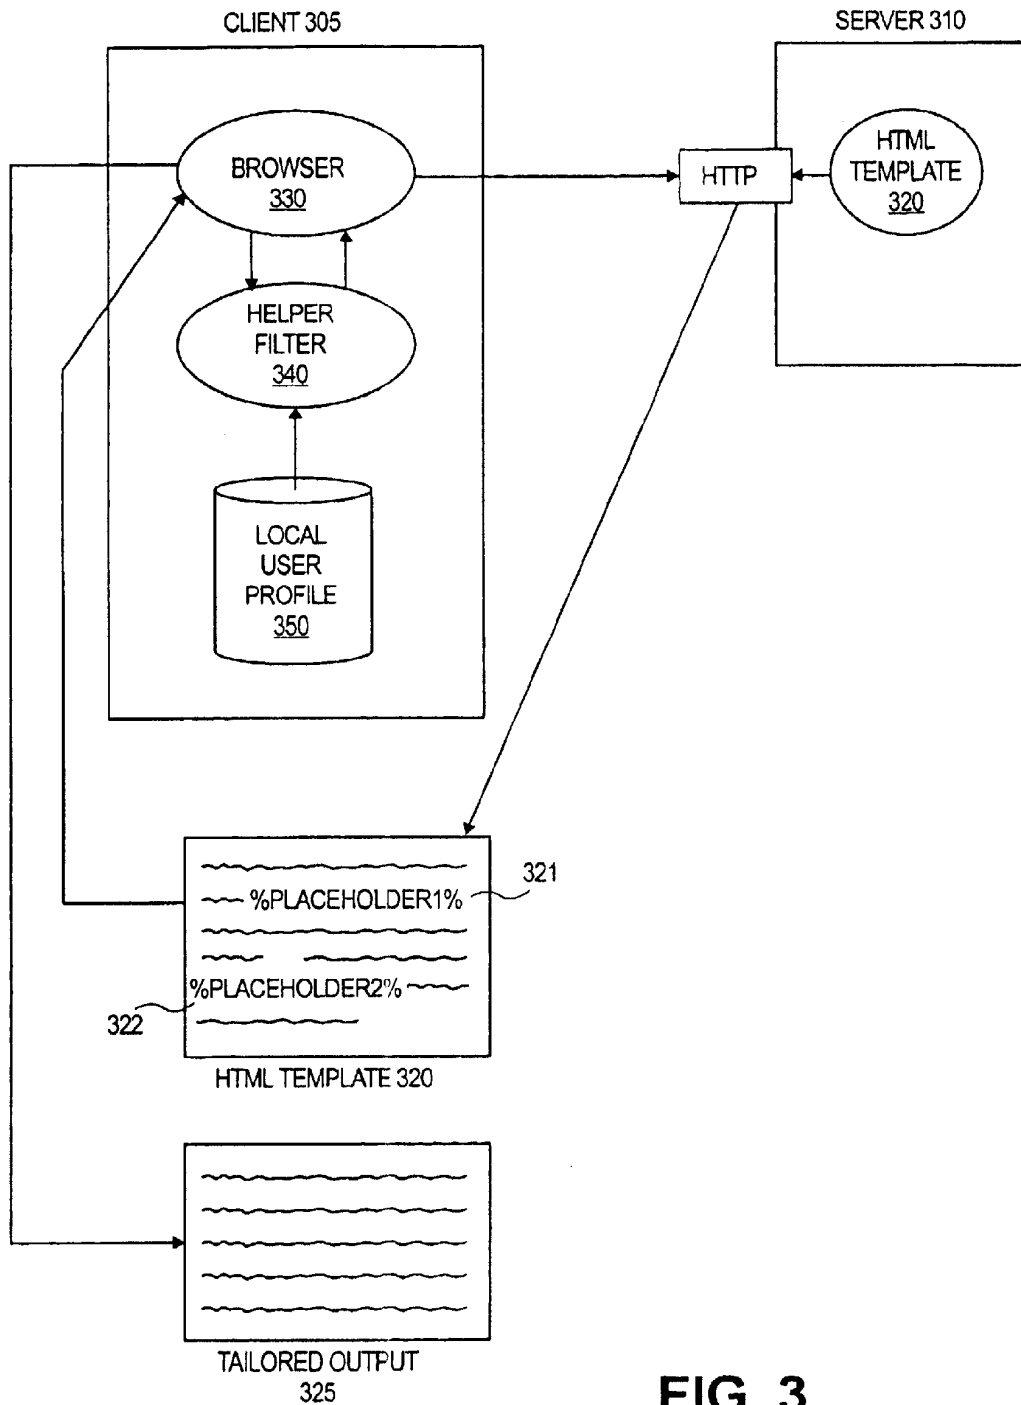 CLIENT 305
SERVER 310
BROWSER
330
HTTP
HTML
TEMPLATE
320
HELPER
FILTER
340
LOCAL
USER
PROFILE
350
321
%PLACEHOLDER1%
%PLACEHOLDER2%
322
HTML TEMPLATE 320
TAILORED OUTPUT
325
FIG. 3